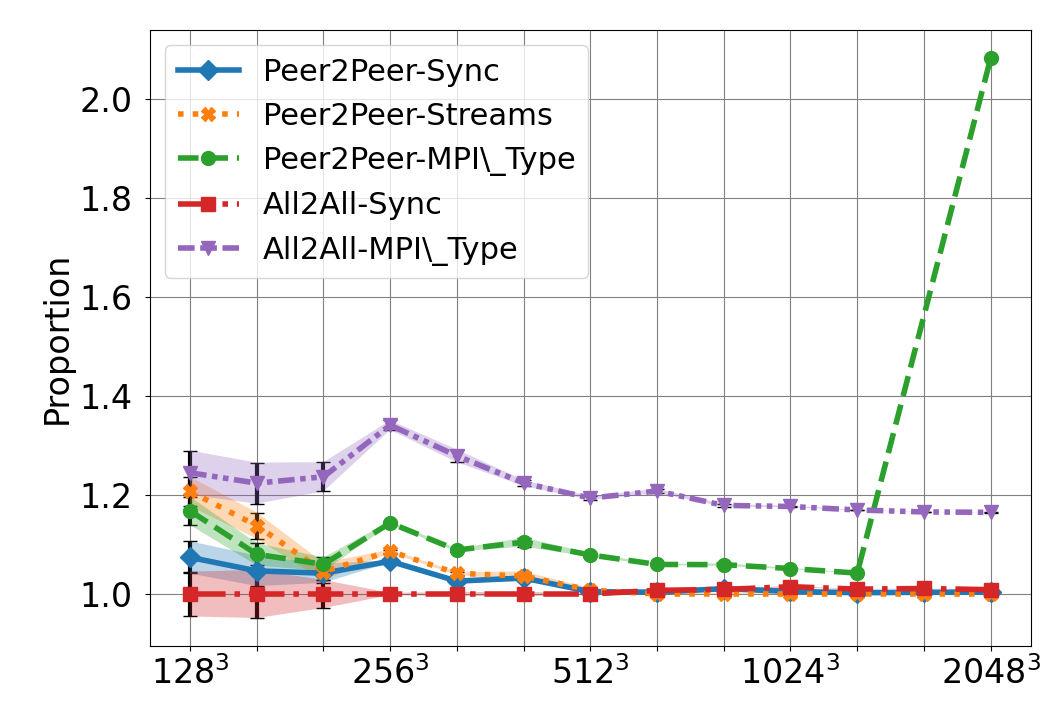 Peer2Peer-Sync
Peer2Peer-Streams
Peer2Peer-MPI\_Type
All2All-Sync
All2All-MPI\_Type
Proportion
2.0
1.8
1.6
1.4
1.2
1.0
128³ 256³ 512³ 1024³ 2048³